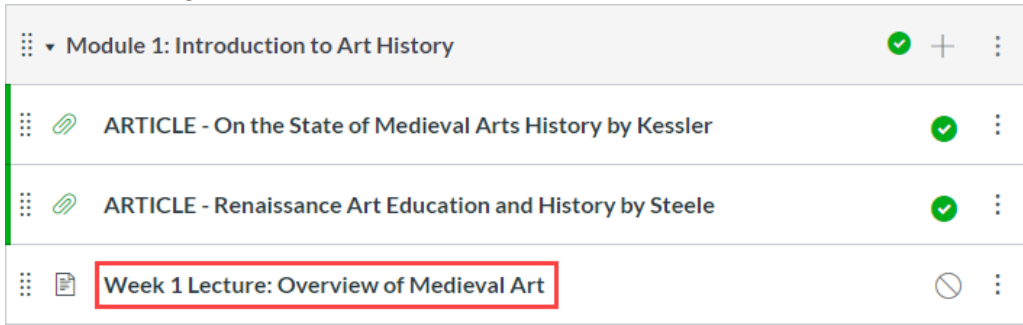 Module 1: Introduction to Art History
ARTICLE - On the State of Medieval Arts History by Kessler
ARTICLE - Renaissance Art Education and History by Steele
Week 1 Lecture: Overview of Medieval Art